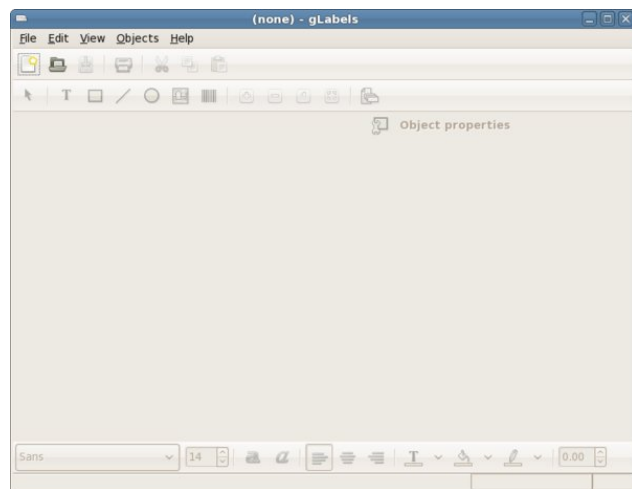 (none) - gLabels
File Edit View Objects Help
T
Object properties
Sans 14 a a T 0.00